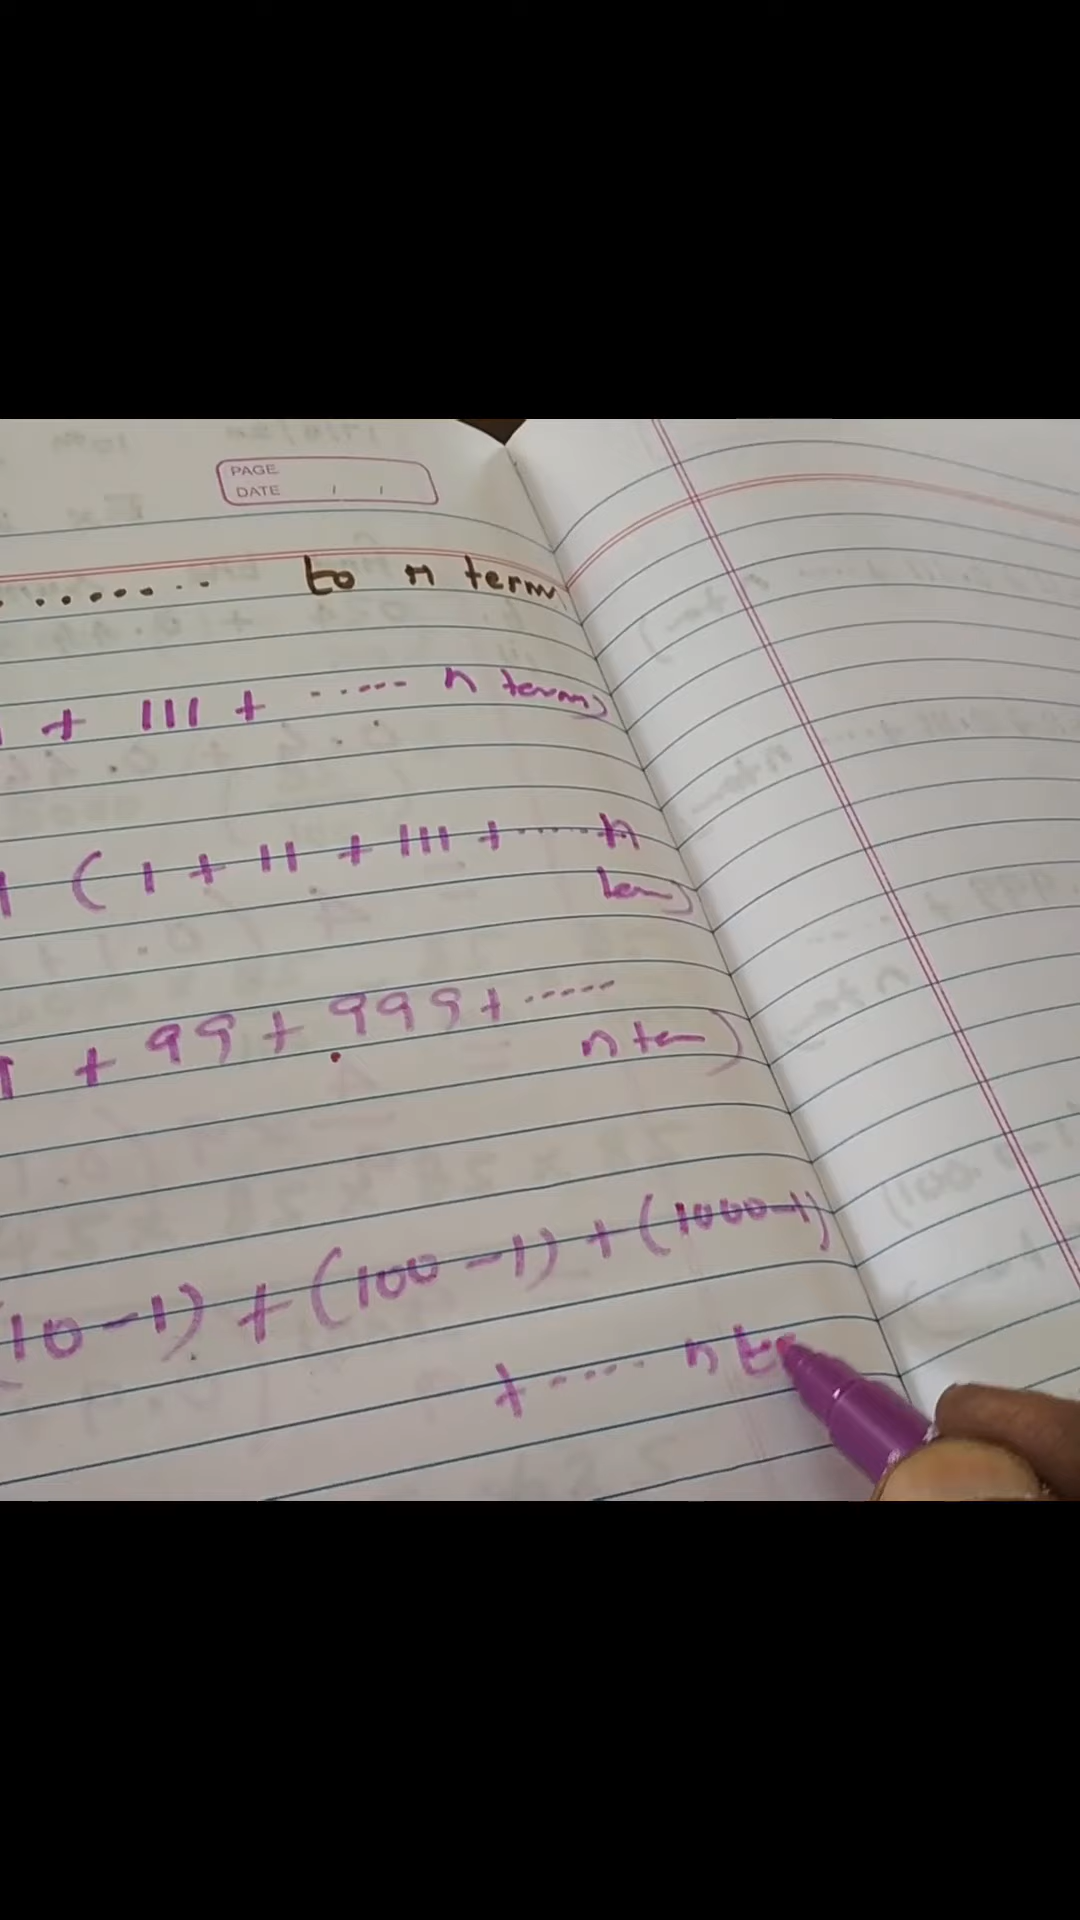 PAGE
DATE / /
........ to n term
+ 111 + ..... n terms)
( 1 + 11 + 111 + ..... n
term)
+ 99 + 999 + .....
n term)
(10 - 1) + (100 - 1) + (1000 - 1)
+ ..... n te